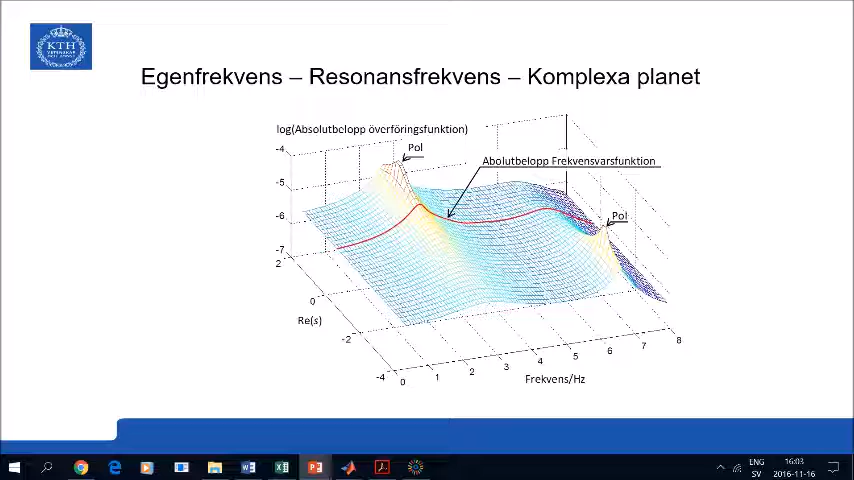 KTH
Egenfrekvens – Resonansfrekvens – Komplexa planet
log(Absolutbelopp överföringsfunktion)
Pol
Abolutbelopp Frekvensvarsfunktion
Pol
-4
-5
-6
-7
2
0
-2
-4
Re(s)
0
1
2
3
4
5
6
7
8
Frekvens/Hz
ENG
SV
16:03
2016-11-16